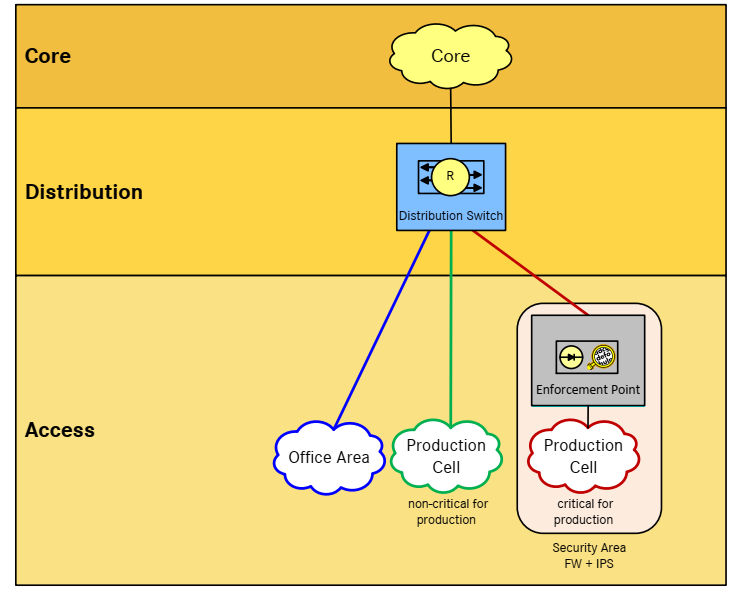 Core
Core
Distribution
R
Distribution Switch
Enforcement Point
Access
Office Area
Production
Cell
Production
Cell
non-critical for
production
critical for
production
Security Area
FW + IPS